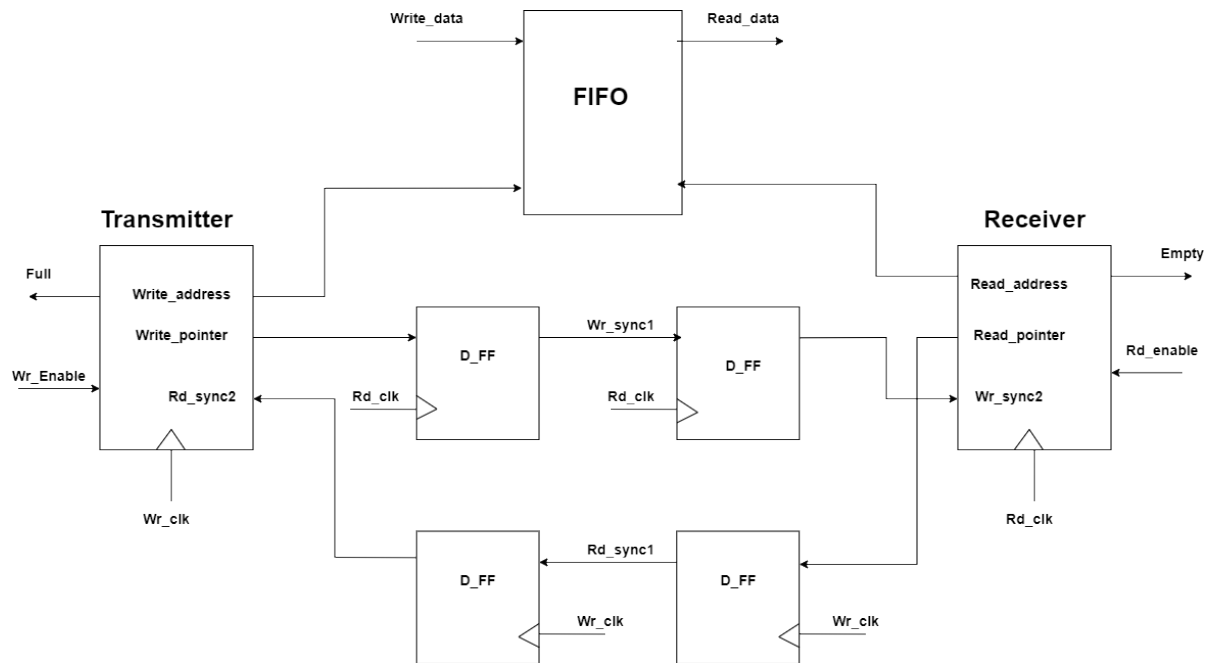 Write_data
Read_data
FIFO
Transmitter
Receiver
Full
Empty
Write_address
Read_address
Write_pointer
Wr_sync1
Read_pointer
D_FF
D_FF
Rd_enable
Wr_Enable
Rd_sync2
Rd_clk
Rd_clk
Wr_sync2
Wr_clk
Rd_clk
Rd_sync1
D_FF
D_FF
Wr_clk
Wr_clk